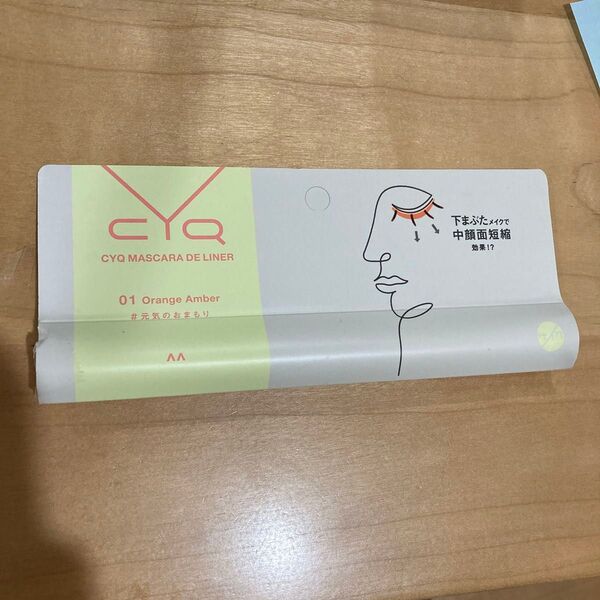 CYQ
CYQ MASCARA DE LINER
01 Orange Amber
#元気のおまもり
下まぶたメイクで
中顔面短縮
効果!?